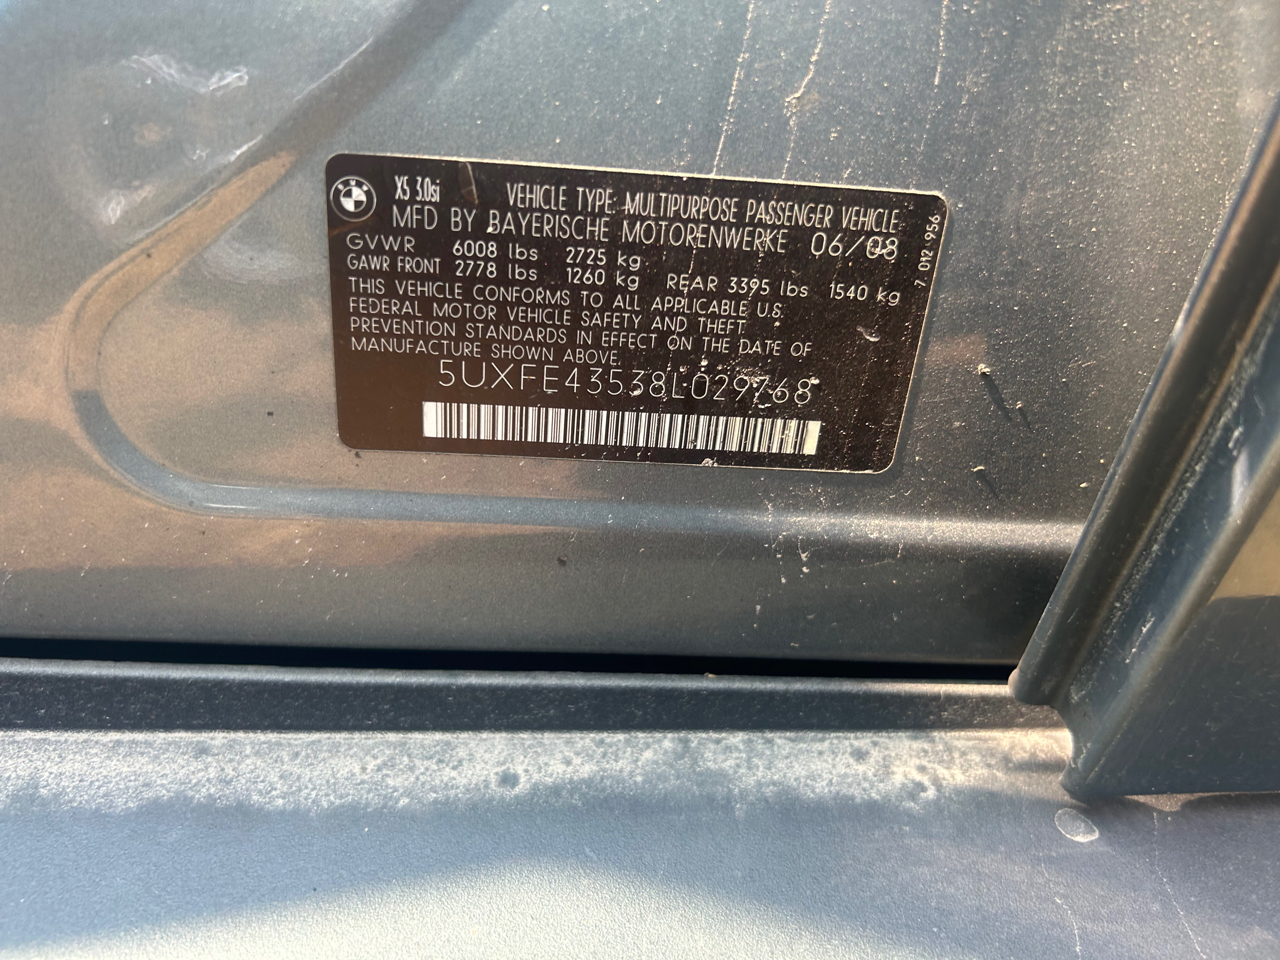 BMW
X5 3.0si VEHICLE TYPE: MULTIPURPOSE PASSENGER VEHICLE
MFD BY BAYERISCHE MOTORENWERKE 06/08
GVWR 6008 lbs 2725 kg
GAWR FRONT 2778 lbs 1260 kg REAR 3395 lbs 1540 kg
THIS VEHICLE CONFORMS TO ALL APPLICABLE U.S.
FEDERAL MOTOR VEHICLE SAFETY AND THEFT
PREVENTION STANDARDS IN EFFECT ON THE DATE OF
MANUFACTURE SHOWN ABOVE.
5UXFE43538L029768
7 012 956